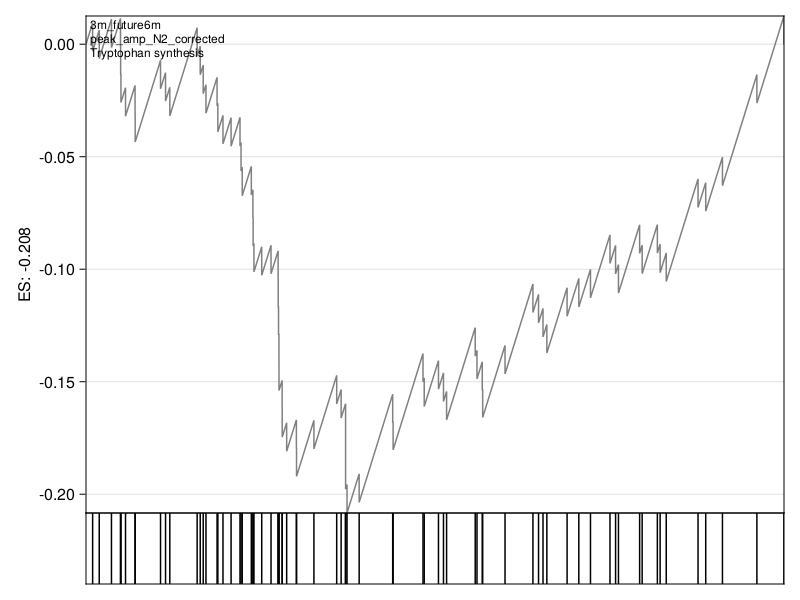 3m_future6m
peak_amp_N2_corrected
Tryptophan synthesis
0.00
-0.05
-0.10
-0.15
-0.20
ES: -0.208